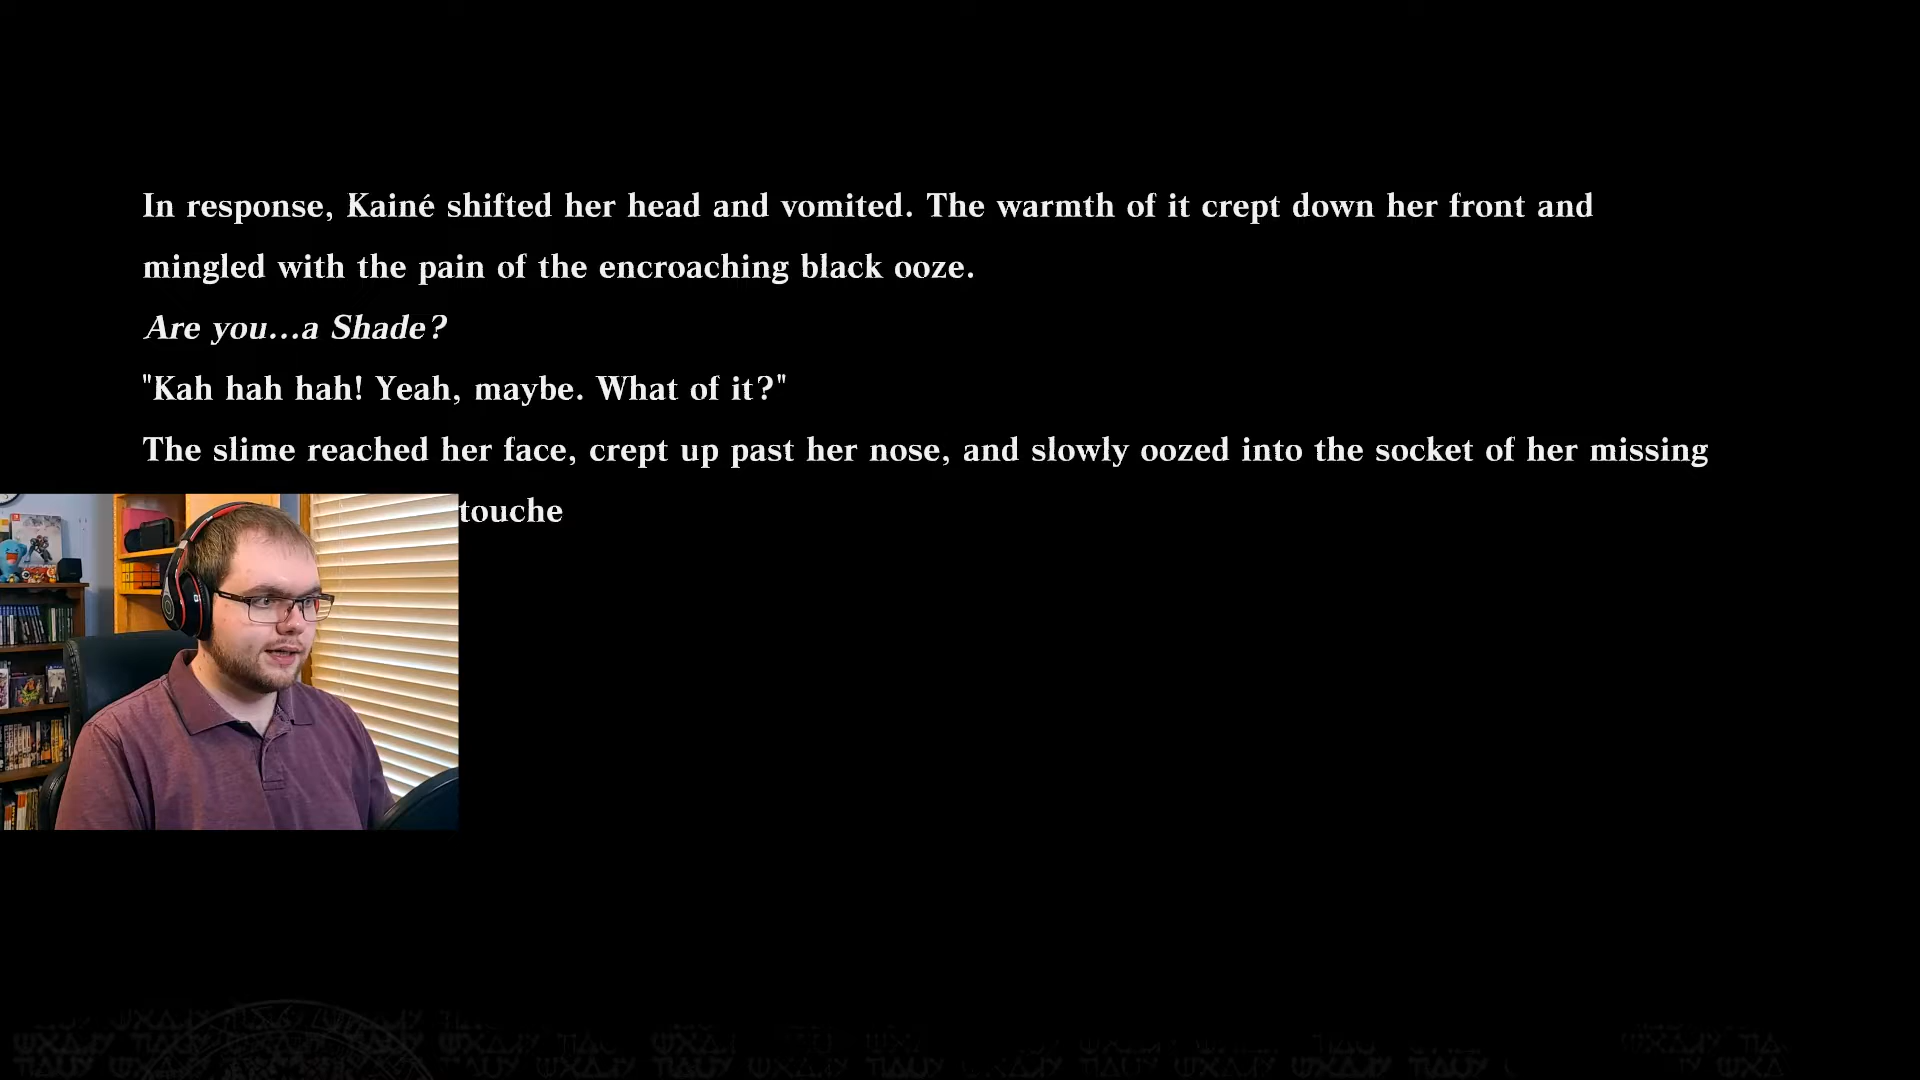 In response, Kainé shifted her head and vomited. The warmth of it crept down her front and
mingled with the pain of the encroaching black ooze.
Are you...a Shade?
"Kah hah hah! Yeah, maybe. What of it?"
The slime reached her face, crept up past her nose, and slowly oozed into the socket of her missing
touche